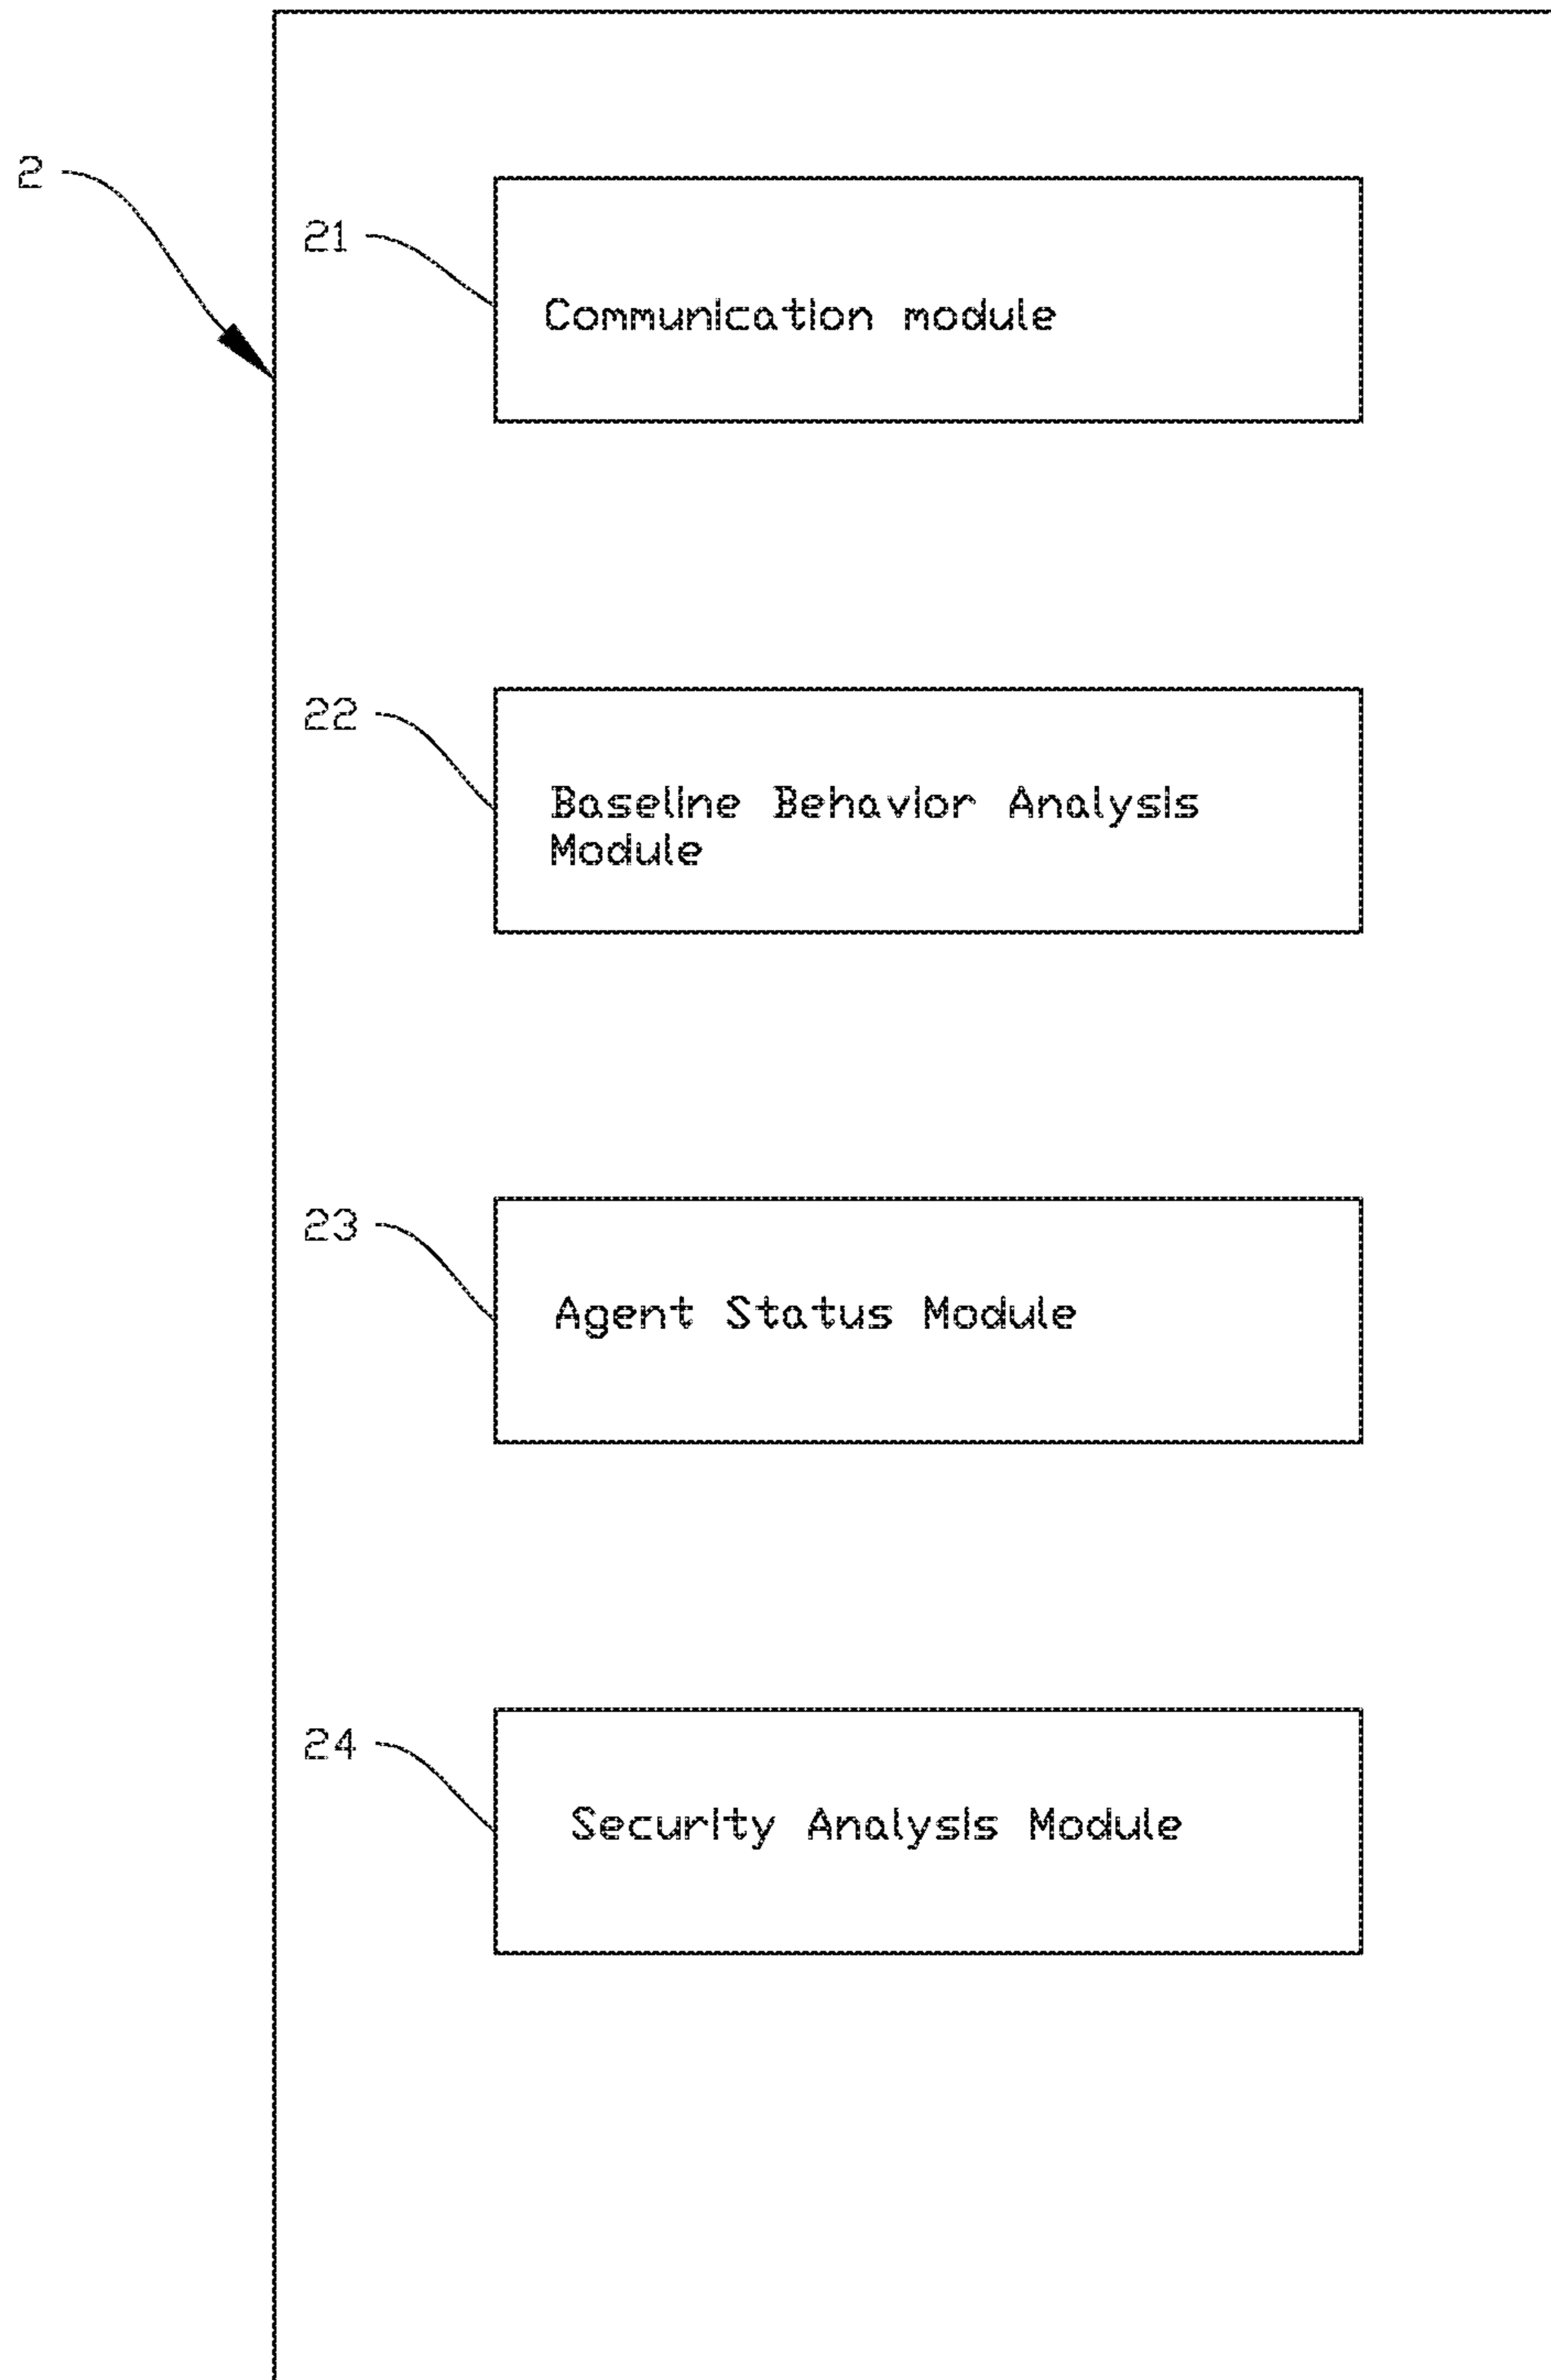 2
21
Communication module
22
Baseline Behavior Analysis
Module
23
Agent Status Module
24
Security Analysis Module